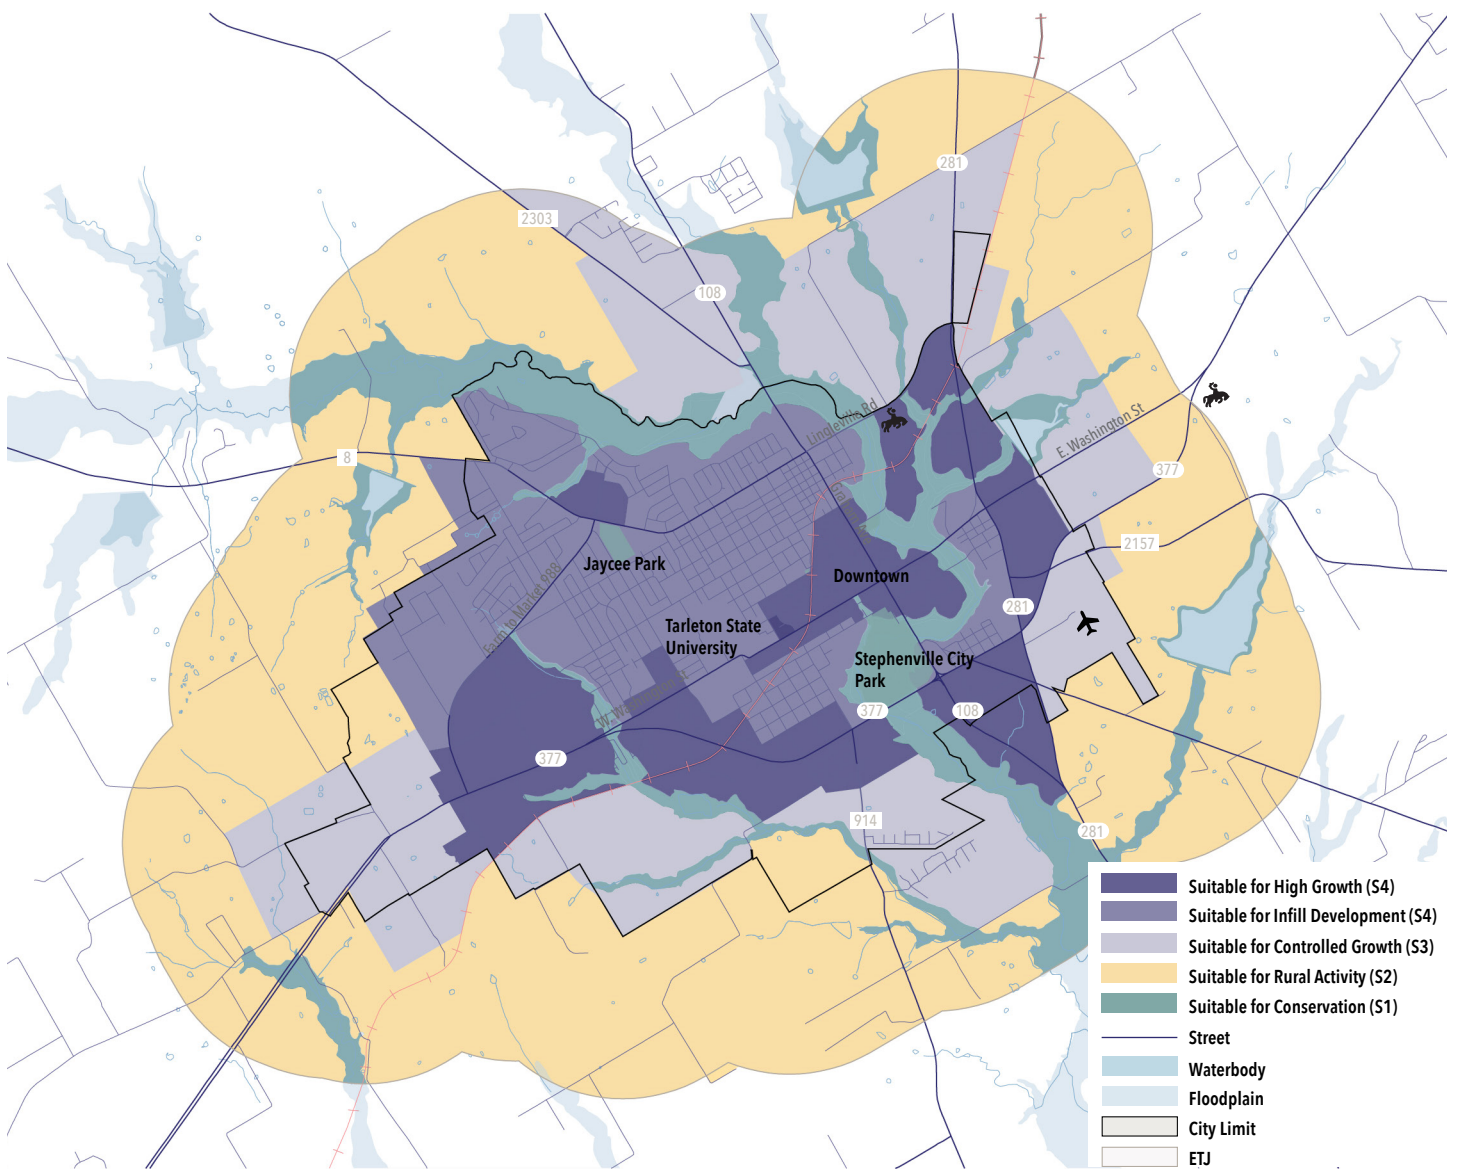 281
2303
108
Lingleville Rd
E. Washington St
8
377
2157
Jaycee Park
Farm to Market 988
Downtown
281
Tarleton State
University
Stephenville City
Park
W. Washington St
377
108
377
914
281
Suitable for High Growth (S4)
Suitable for Infill Development (S4)
Suitable for Controlled Growth (S3)
Suitable for Rural Activity (S2)
Suitable for Conservation (S1)
Street
Waterbody
Floodplain
City Limit
ETJ